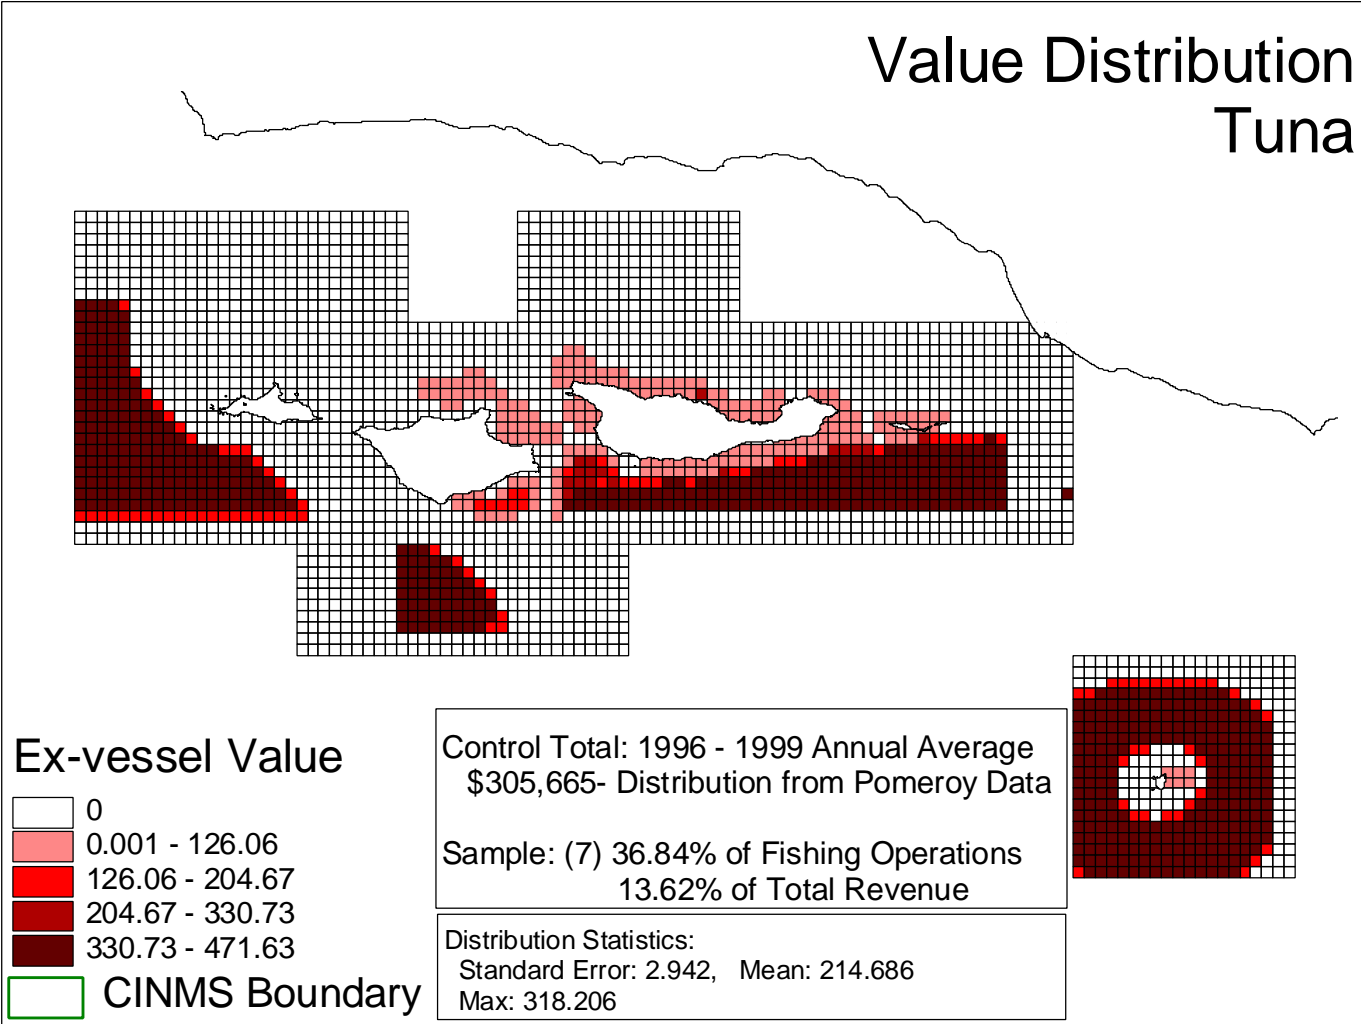 Value Distribution
Tuna
Ex-vessel Value
0
0.001 - 126.06
126.06 - 204.67
204.67 - 330.73
330.73 - 471.63
CINMS Boundary
Control Total: 1996 - 1999 Annual Average
$305,665- Distribution from Pomeroy Data
Sample: (7) 36.84% of Fishing Operations
13.62% of Total Revenue
Distribution Statistics:
Standard Error: 2.942, Mean: 214.686
Max: 318.206